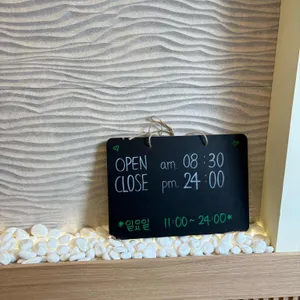 OPEN am. 08:30
CLOSE pm. 24:00
*일요일 11:00~24:00*